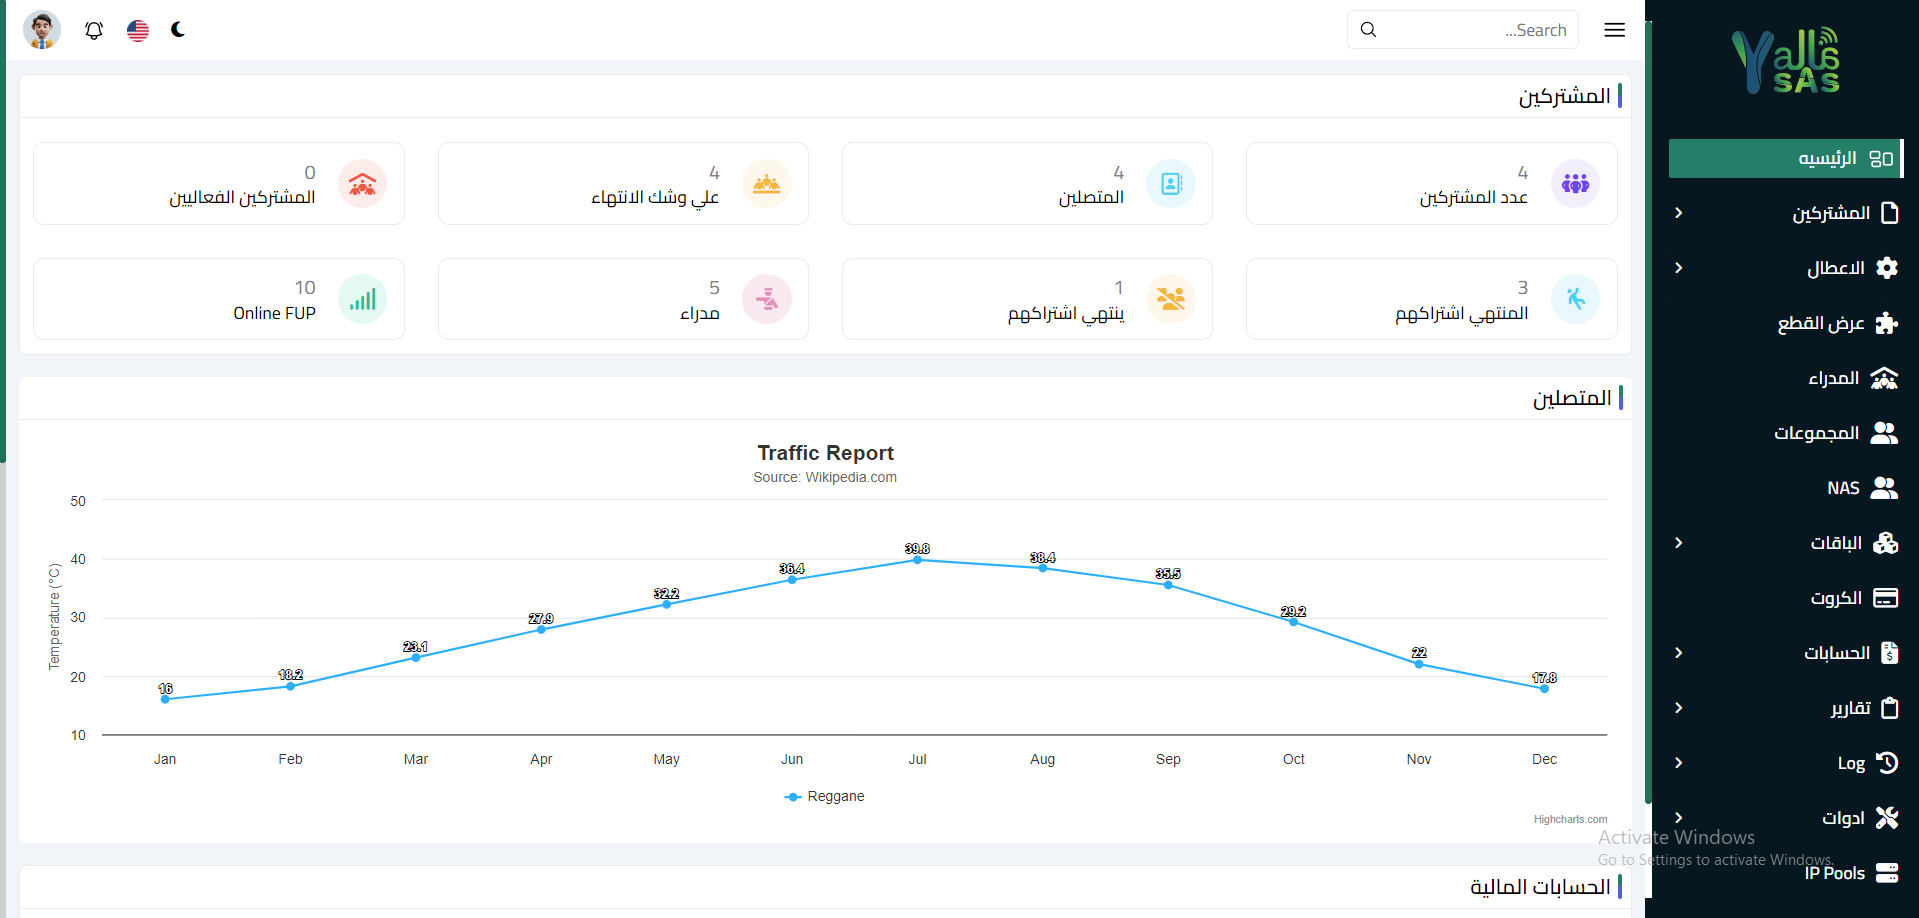 Search...
يالله
Yalla
sAs
الرئيسيه
المشتركين
الاعطال
عرض القطع
المدراء
المجموعات
NAS
الباقات
الكروت
الحسابات
تقارير
Log
ادوات
IP Pools
المشتركين
4
عدد المشتركين
4
المتصلين
4
علي وشك الانتهاء
0
المشتركين الفعاليين
3
المنتهي اشتراكهم
1
ينتهي اشتراكهم
5
مدراء
10
Online FUP
المتصلين
Traffic Report
Source: Wikipedia.com
Temperature (°C)
50
40
30
20
10
16
18.2
23.1
27.9
32.2
36.4
39.8
38.4
35.5
29.2
22
17.8
Jan Feb Mar Apr May Jun Jul Aug Sep Oct Nov Dec
Reggane
Highcharts.com
Activate Windows
Go to Settings to activate Windows.
الحسابات المالية